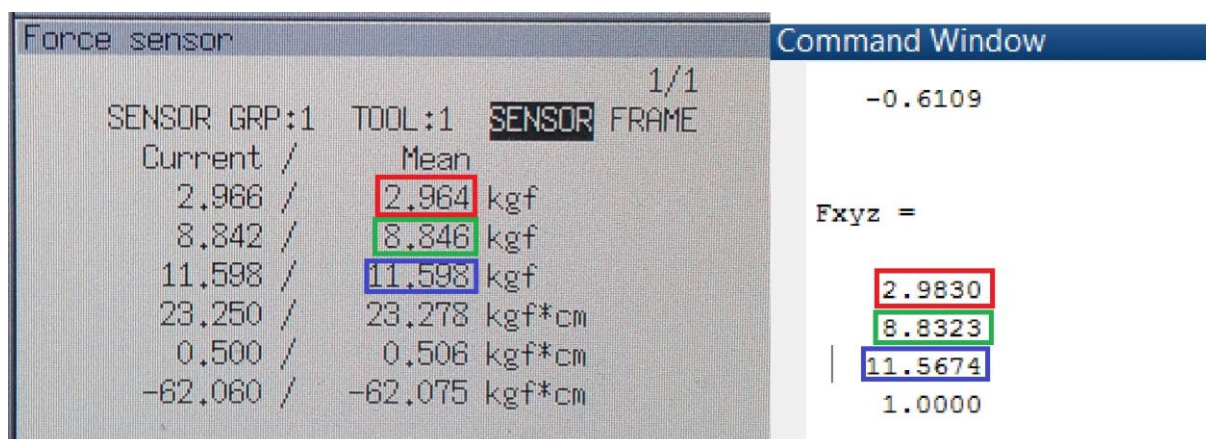 Force sensor
1/1
SENSOR GRP:1 TOOL:1 SENSOR FRAME
Current / Mean
2.966 / 2.964 kgf
8.842 / 8.846 kgf
11.598 / 11.598 kgf
23.250 / 23.278 kgf*cm
0.500 / 0.506 kgf*cm
-62.060 / -62.075 kgf*cm
Command Window
-0.6109
Fxyz =
2.9830
8.8323
11.5674
1.0000